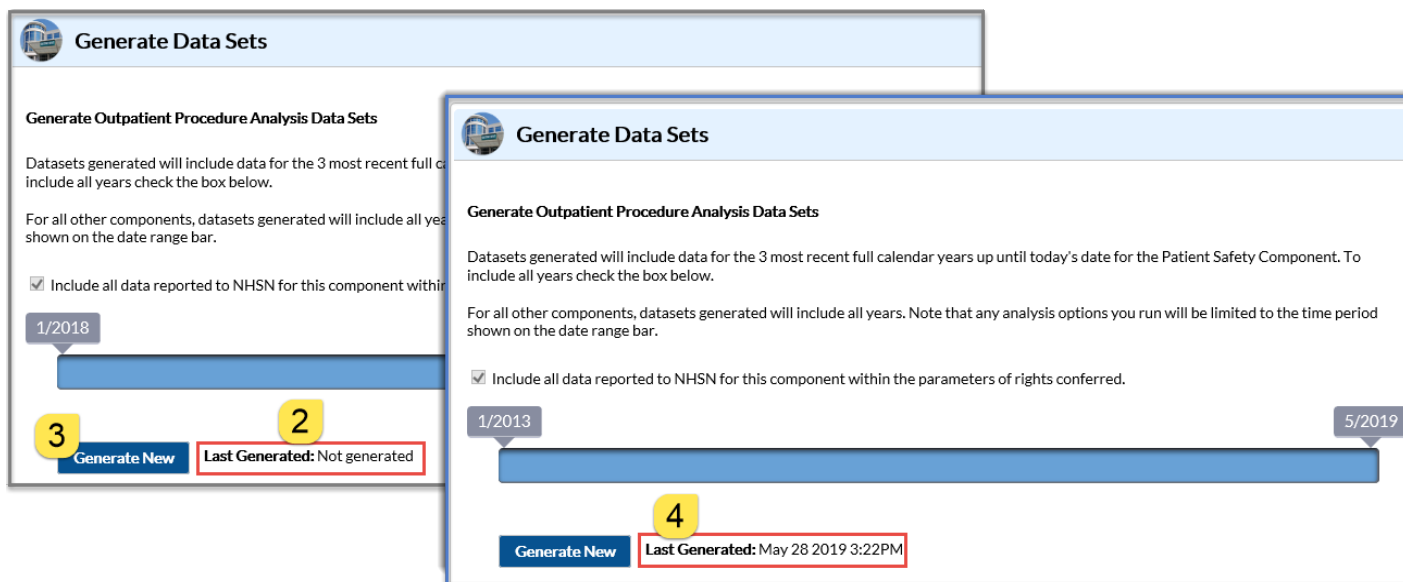 Generate Data Sets
Generate Outpatient Procedure Analysis Data Sets
Datasets generated will include data for the 3 most recent full
include all years check the box below.
For all other components, datasets generated will include all
shown on the date range bar.
Include all data reported to NHSN for this component
1/2018
3
2
Generate New
Last Generated: Not generated
Generate Data Sets
Generate Outpatient Procedure Analysis Data Sets
Datasets generated will include data for the 3 most recent full calendar years up until today's date for the Patient Safety Component. To
include all years check the box below.
For all other components, datasets generated will include all years. Note that any analysis options you run will be limited to the time period
shown on the date range bar.
Include all data reported to NHSN for this component within the parameters of rights conferred.
1/2013
5/2019
4
Generate New
Last Generated: May 28 2019 3:22PM